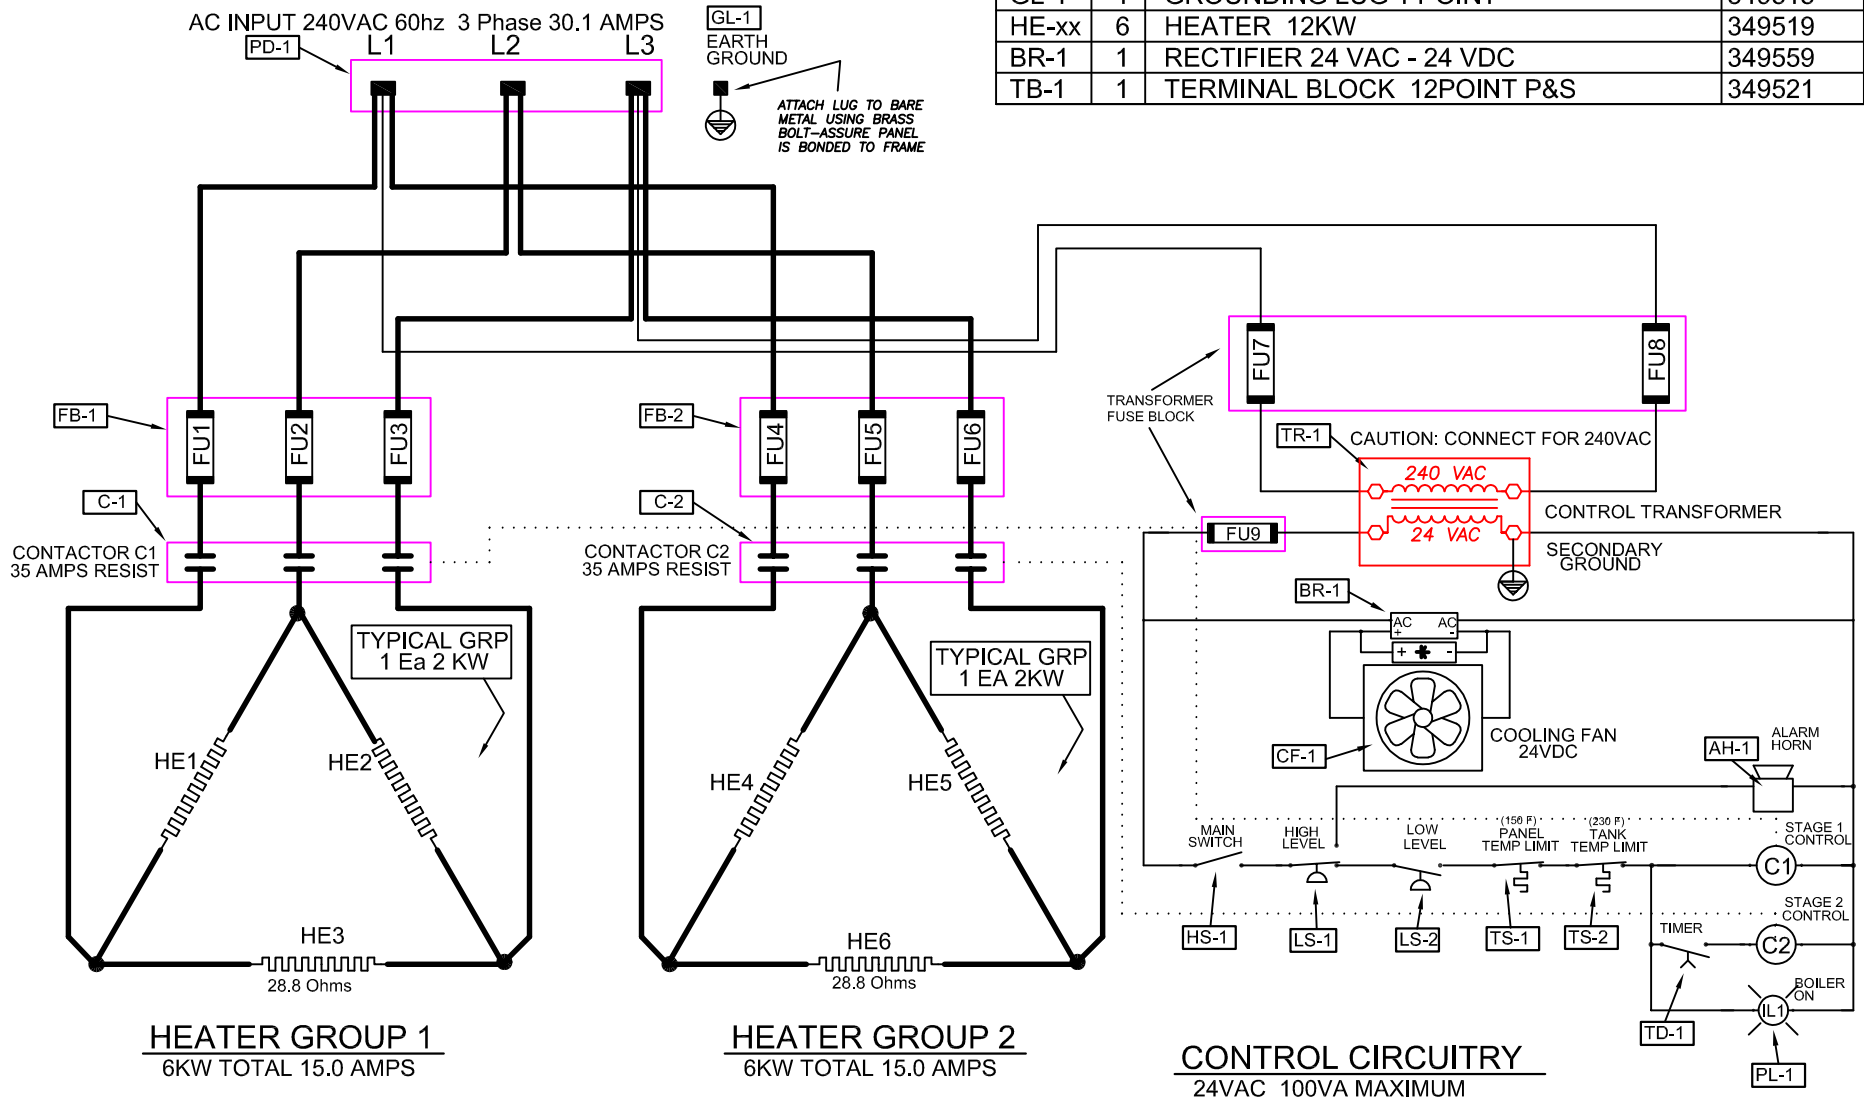 AC INPUT 240VAC 60hz 3 Phase 30.1 AMPS
PD-1
L1 L2 L3
GL-1
EARTH
GROUND
ATTACH LUG TO BARE
METAL USING BRASS
BOLT-ASSURE PANEL
IS BONDED TO FRAME
HE-xx 6 HEATER 12KW 349519
BR-1 1 RECTIFIER 24 VAC - 24 VDC 349559
TB-1 1 TERMINAL BLOCK 12POINT P&S 349521
FB-1
FU1
FU2
FU3
FB-2
FU4
FU5
FU6
TRANSFORMER
FUSE BLOCK
FU7
FU8
TR-1
CAUTION: CONNECT FOR 240VAC
240 VAC
24 VAC
CONTROL TRANSFORMER
SECONDARY
GROUND
FU9
C-1
CONTACTOR C1
35 AMPS RESIST
C-2
CONTACTOR C2
35 AMPS RESIST
BR-1
AC AC
+ -
+ -
TYPICAL GRP
1 Ea 2 KW
TYPICAL GRP
1 EA 2KW
COOLING FAN
24VDC
CF-1
AH-1
ALARM
HORN
HE1
HE2
HE3
28.8 Ohms
HE4
HE5
HE6
28.8 Ohms
MAIN
SWITCH
HIGH
LEVEL
LOW
LEVEL
(150 F)
PANEL
TEMP LIMIT
(230 F)
TANK
TEMP LIMIT
STAGE 1
CONTROL
C1
STAGE 2
CONTROL
C2
TIMER
BOILER
ON
IL1
HS-1
LS-1
LS-2
TS-1
TS-2
TD-1
PL-1
HEATER GROUP 1
6KW TOTAL 15.0 AMPS
HEATER GROUP 2
6KW TOTAL 15.0 AMPS
CONTROL CIRCUITRY
24VAC 100VA MAXIMUM